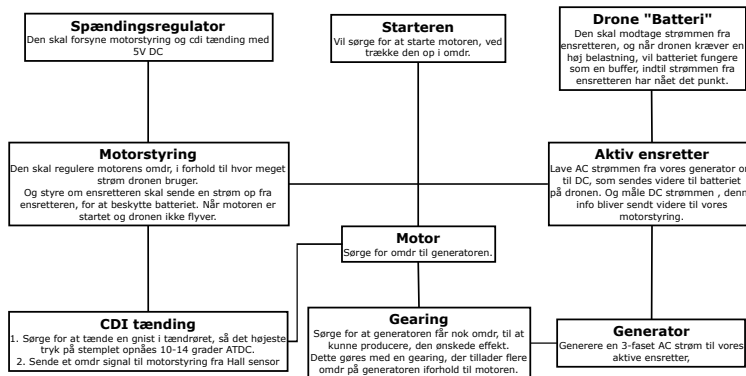 Spændingsregulator
Den skal forsyne motorstyring og cdi tænding med
5V DC
Starteren
Vil sørge for at starte motoren, ved
trække den op i omdr.
Drone "Batteri"
Den skal modtage strømmen fra
ensretteren, og når dronen kræver en
høj belastning, vil batteriet fungere
som en buffer, indtil strømmen fra
ensretteren har nået det punkt.
Motorstyring
Den skal regulere motorens omdr, i forhold til hvor meget
strøm dronen bruger.
Og styre om ensretteren skal sende en strøm op fra
ensretteren, for at beskytte batteriet. Når motoren er
startet og dronen ikke flyver.
Aktiv ensretter
Lave AC strømmen fra vores generator om
til DC, som sendes videre til batteriet
på dronen. Og måle DC strømmen , denne
info bliver sendt videre til vores
motorstyring.
Motor
Sørge for omdr til generatoren.
CDI tænding
1. Sørge for at tænde en gnist i tændrøret, så det højeste
tryk på stemplet opnåes 10-14 grader ATDC.
2. Sende et omdr signal til motorstyring fra Hall sensor
Gearing
Sørge for at generatoren får nok omdr, til at
kunne producere, den ønskede effekt.
Dette gøres med en gearing, der tillader flere
omdr på generatoren iforhold til motoren.
Generator
Generere en 3-faset AC strøm til vores
aktive ensretter,